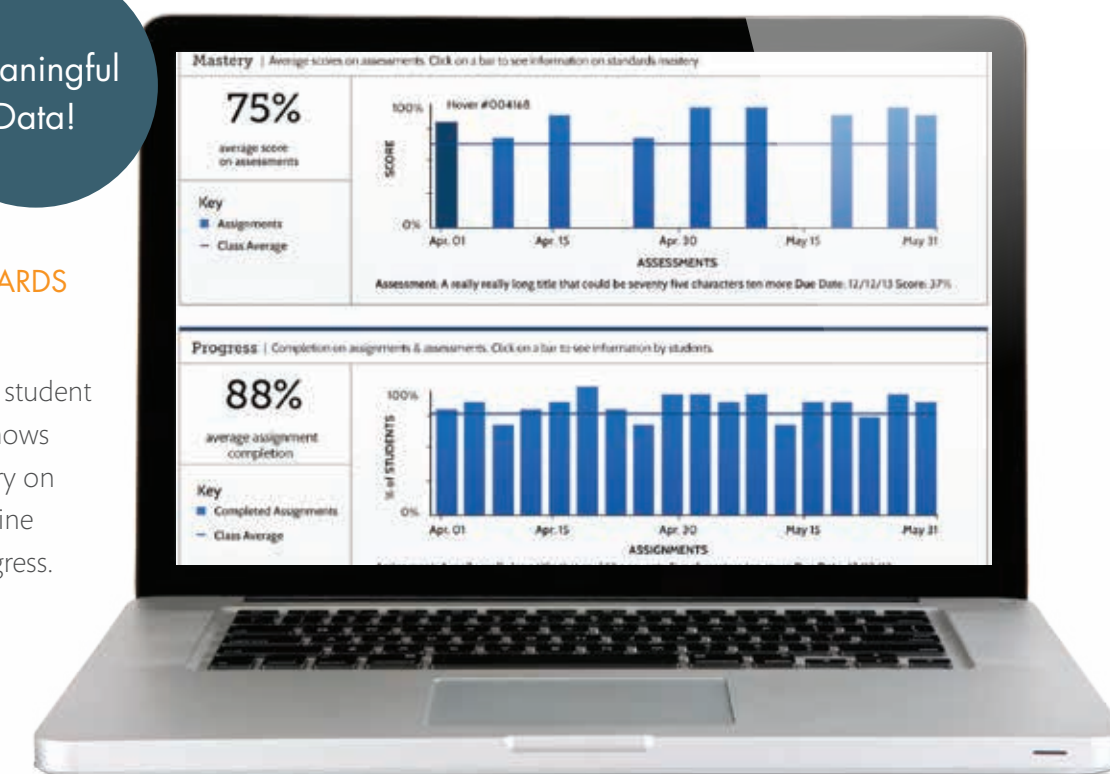 aningful
Data!
ARDS
student
nows
ry on
ine
gress.
Mastery | Average scores on assessments. Click on a bar to see information on standards mastery
75%
average score
on assessments
Key
Assignments
Class Average
100%
Hover #004168
SCORE
0%
Apr. 01
Apr. 15
Apr. 30
May 15
May 31
ASSESSMENTS
Assessment: A really really long title that could be seventy five characters ten more Due Date: 12/12/13 Score: 37%
Progress | Completion on assignments & assessments. Click on a bar to see information by students.
88%
average assignment
completion
Key
Completed Assignments
Class Average
100%
% of STUDENTS
0%
Apr. 01
Apr. 15
Apr. 30
May 15
May 31
ASSIGNMENTS